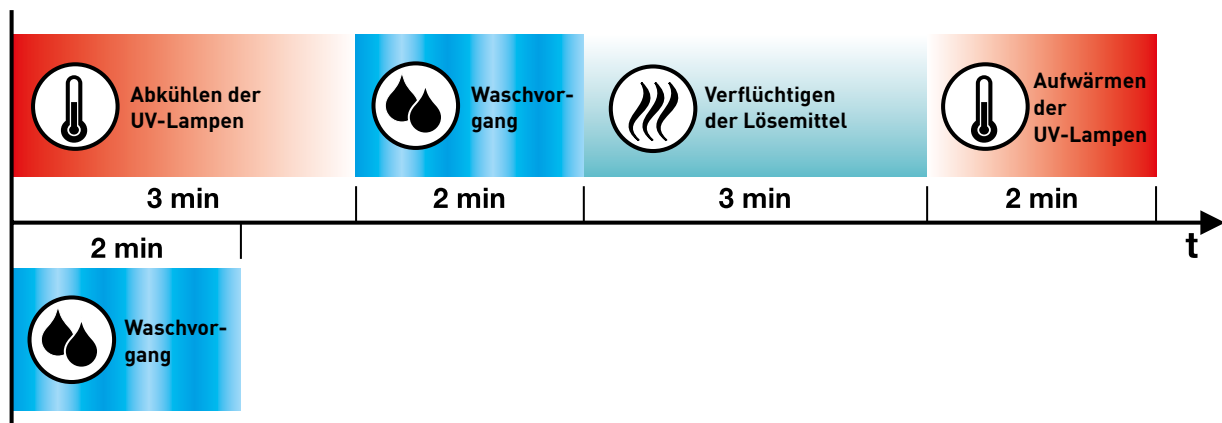 Abkühlen der
UV-Lampen
Waschvor-
gang
Verflüchtigen
der Lösemittel
Aufwärmen
der
UV-Lampen
3 min
2 min
3 min
2 min
t
2 min
Waschvor-
gang